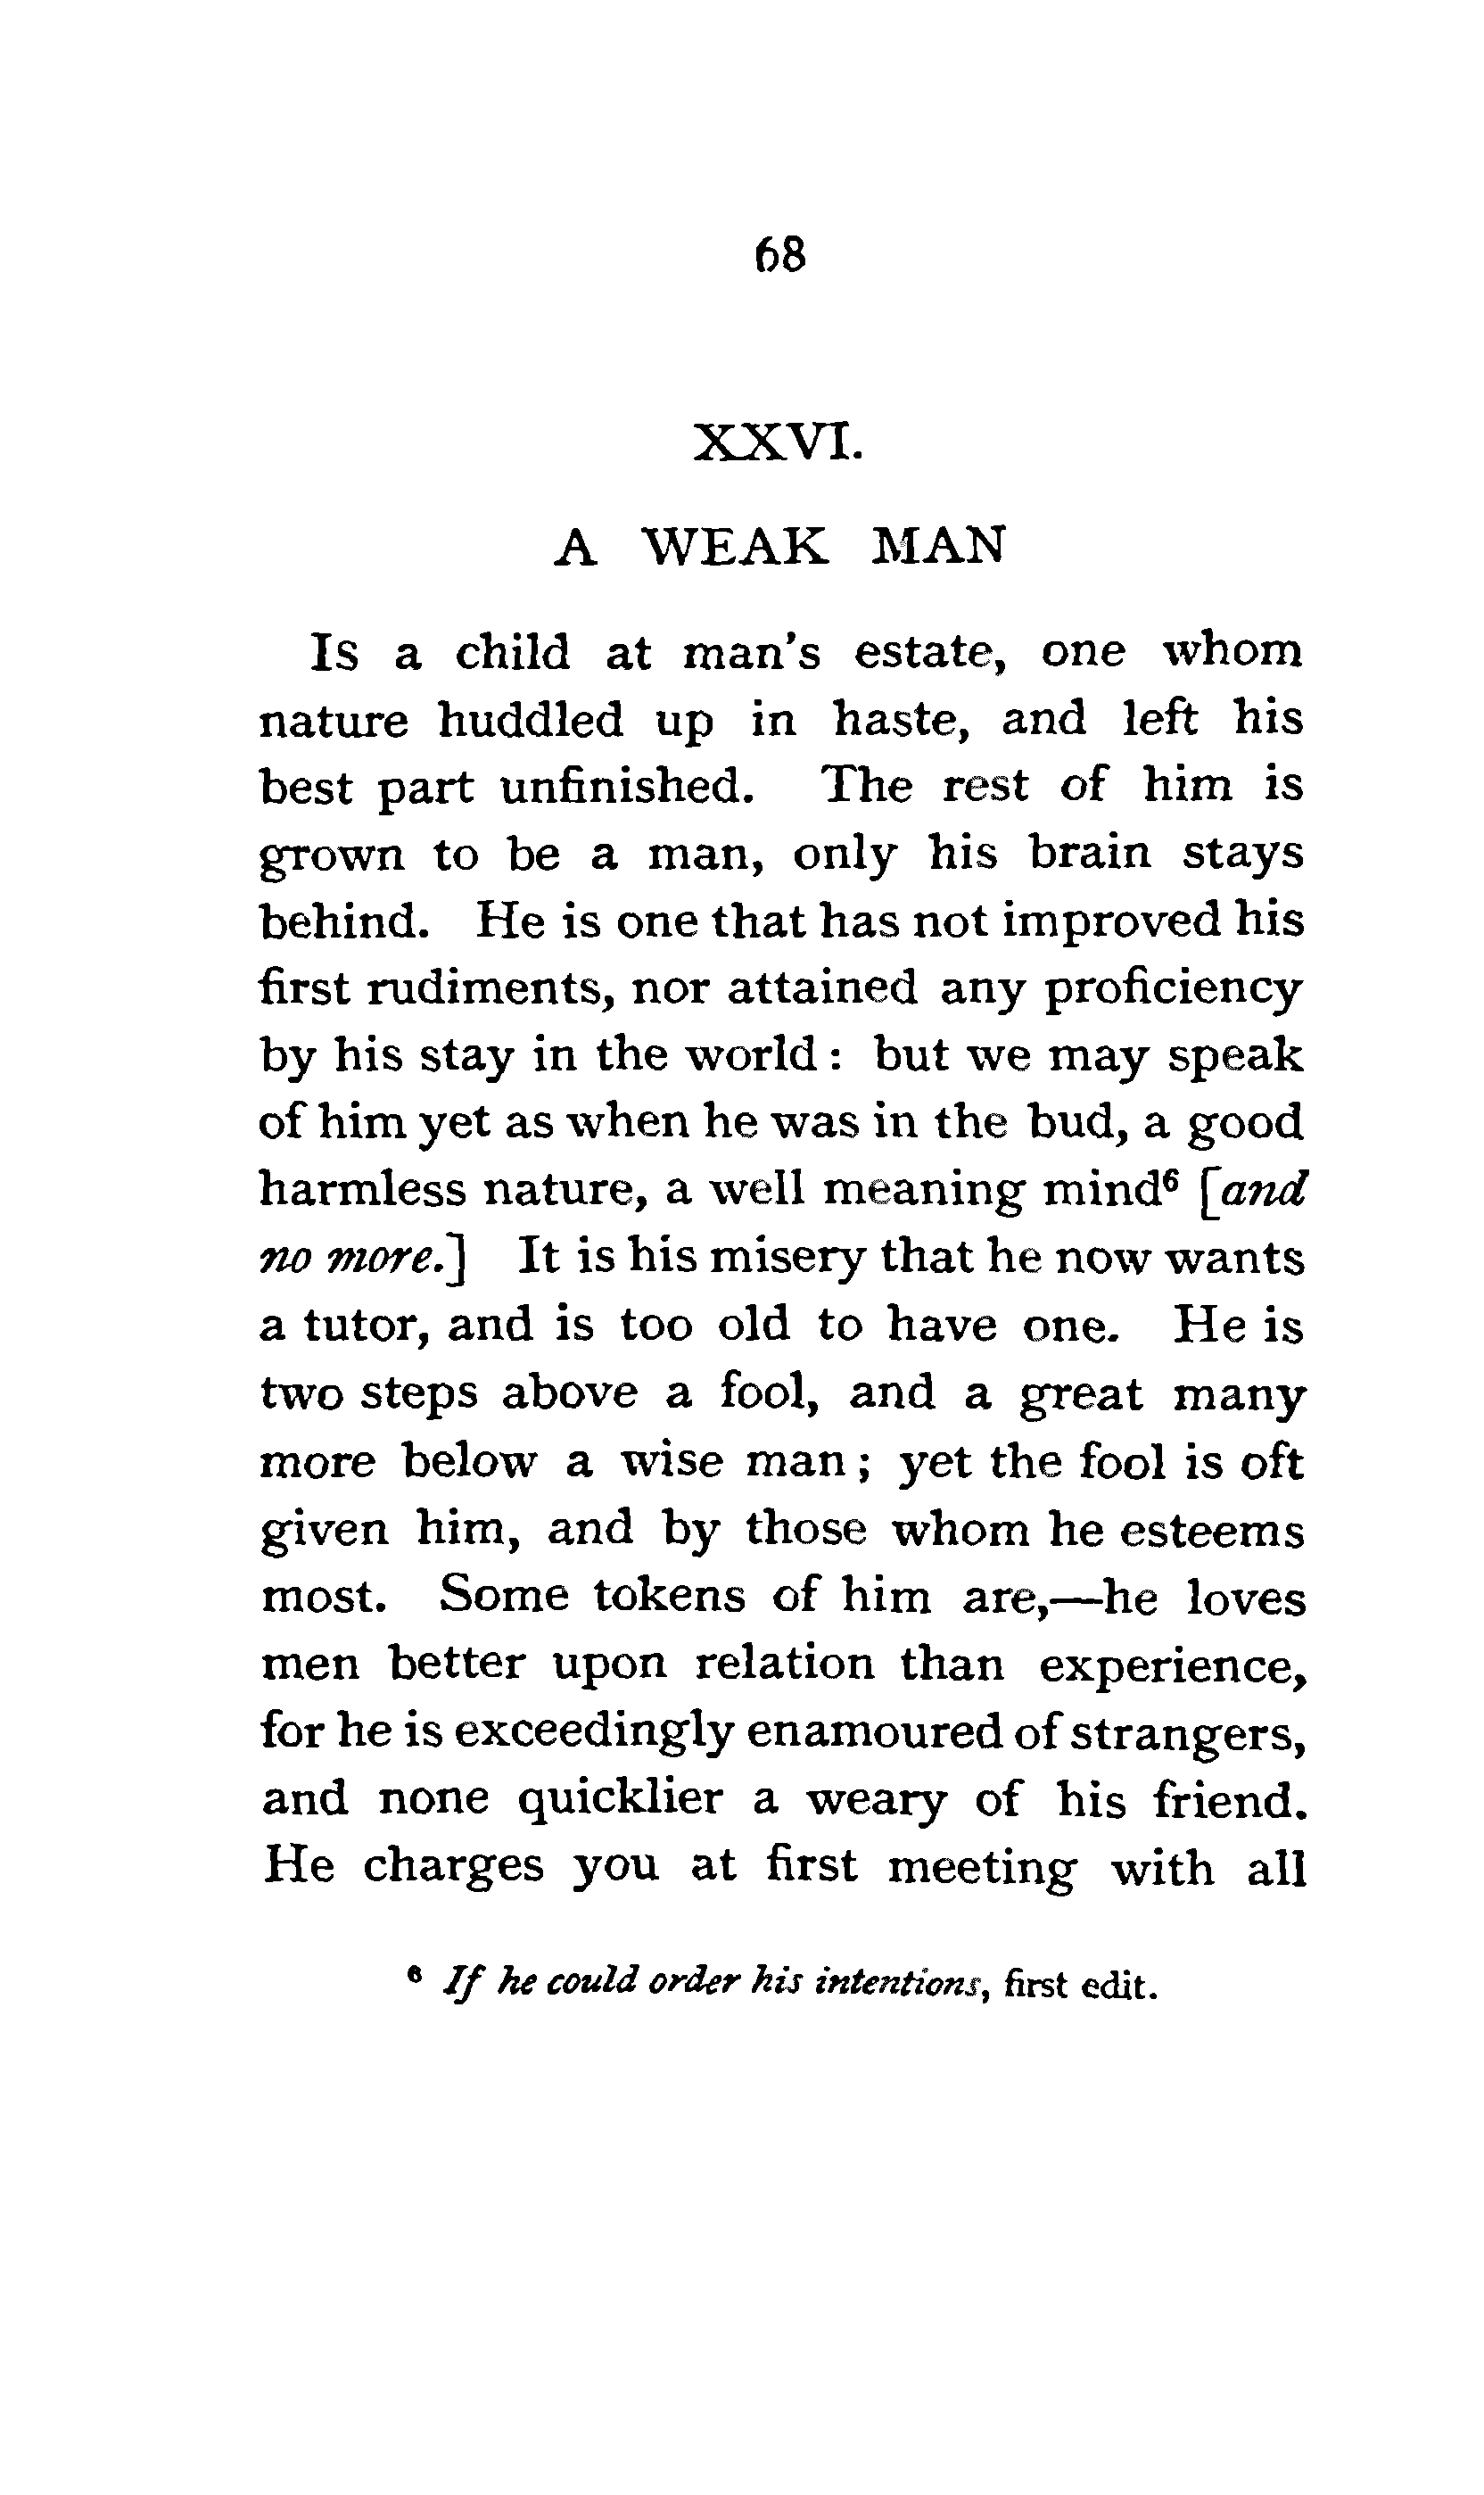 68
XXVI.
A WEAK MAN
Is a child at man's estate, one whom
nature huddled up in haste, and left his
best part unfinished. The rest of him is
grown to be a man, only his brain stays
behind. He is one that has not improved his
first rudiments, nor attained any proficiency
by his stay in the world : but we may speak
of him yet as when he was in the bud, a good
harmless nature, a well meaning mind⁶ [and
no more.] It is his misery that he now wants
a tutor, and is too old to have one. He is
two steps above a fool, and a great many
more below a wise man ; yet the fool is oft
given him, and by those whom he esteems
most. Some tokens of him are,—he loves
men better upon relation than experience,
for he is exceedingly enamoured of strangers,
and none quicklier a weary of his friend.
He charges you at first meeting with all
⁶ If he could order his intentions, first edit.